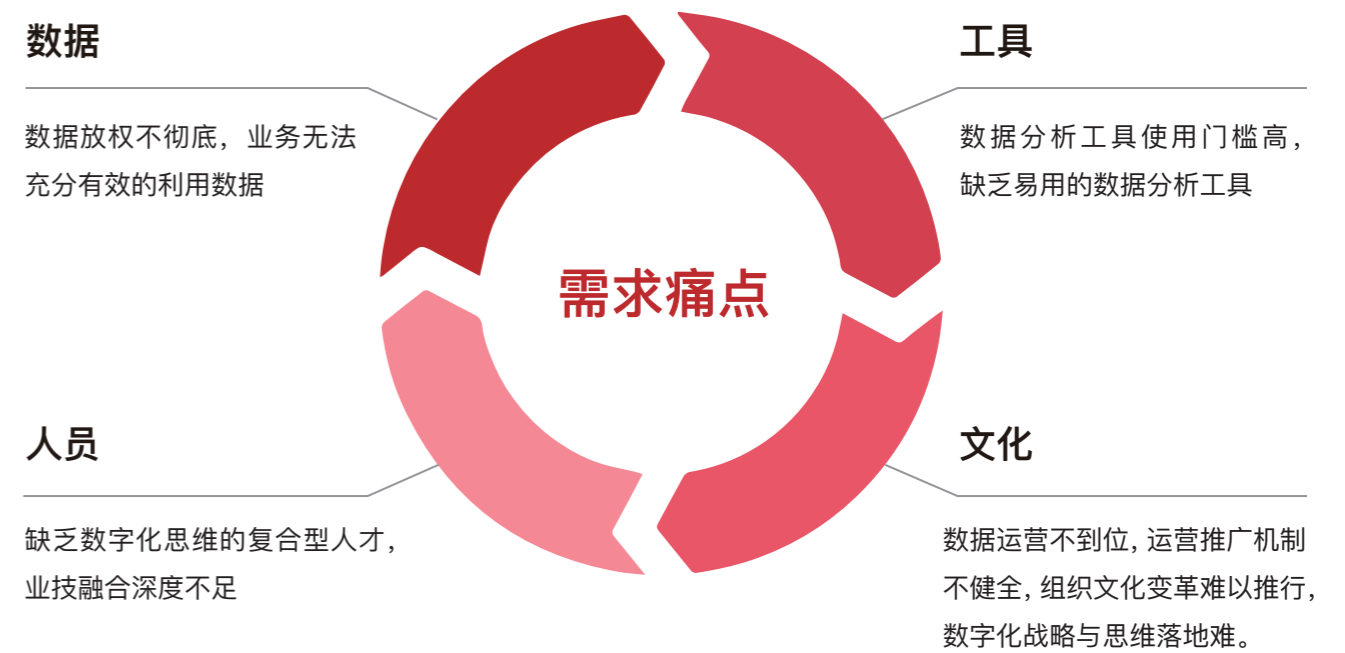 数据
数据放权不彻底，业务无法
充分有效的利用数据
工具
数据分析工具使用门槛高，
缺乏易用的数据分析工具
需求痛点
人员
缺乏数字化思维的复合型人才，
业技融合深度不足
文化
数据运营不到位，运营推广机制
不健全，组织文化变革难以推行，
数字化战略与思维落地难。